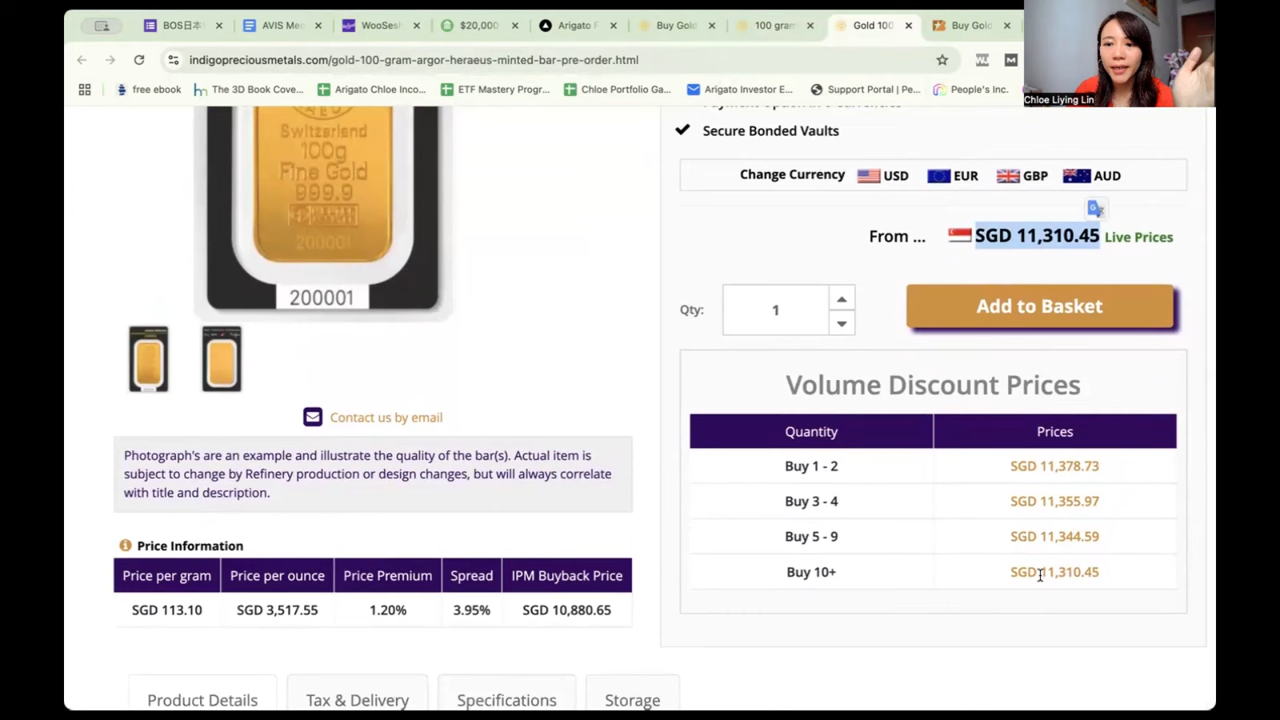 BOS日本
AVIS Me
WooSesh
$20,000
Arigato F
Buy Gold
100 gram
Gold 100
Buy Gold
indigopreciousmetals.com/gold-100-gram-argor-heraeus-minted-bar-pre-order.html
free ebook
The 3D Book Cove...
Arigato Chloe Inco...
ETF Mastery Progr...
Chloe Portfolio Ga...
Arigato Investor E...
Support Portal | Pe...
People's Inc.
Chloe Liying Lin
Switzerland
100g
Fine Gold
999.9
200001
200001
Secure Bonded Vaults
Change Currency USD EUR GBP AUD
From ... SGD 11,310.45 Live Prices
Qty: 1 Add to Basket
Contact us by email
Photograph's are an example and illustrate the quality of the bar(s). Actual item is
subject to change by Refinery production or design changes, but will always correlate
with title and description.
Price Information
Price per gram Price per ounce Price Premium Spread IPM Buyback Price
SGD 113.10 SGD 3,517.55 1.20% 3.95% SGD 10,880.65
Volume Discount Prices
Quantity Prices
Buy 1 - 2 SGD 11,378.73
Buy 3 - 4 SGD 11,355.97
Buy 5 - 9 SGD 11,344.59
Buy 10+ SGD 11,310.45
Product Details Tax & Delivery Specifications Storage